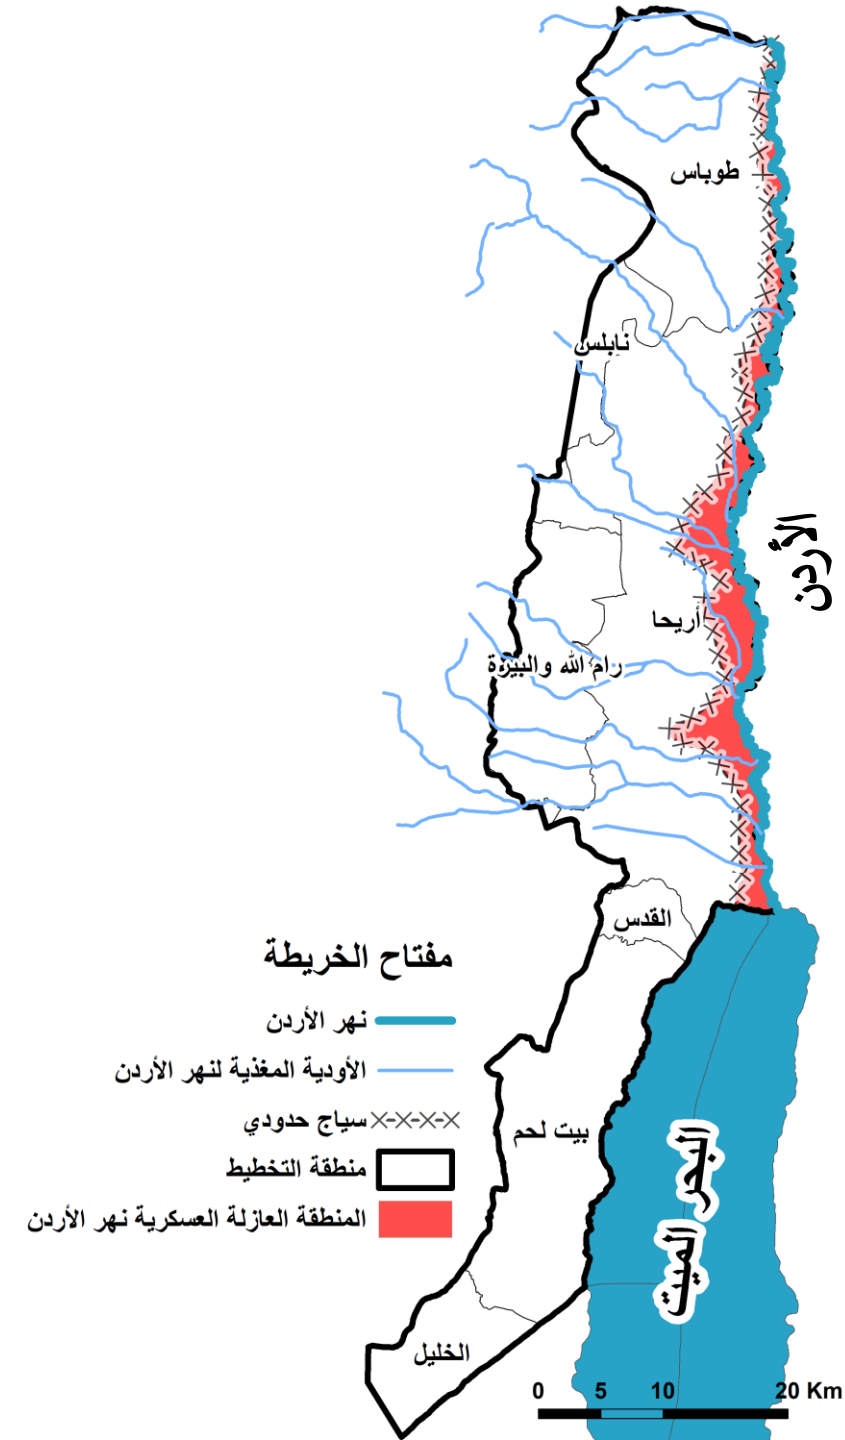 طوباس
نابلس
الأردن
أريحا
رام الله والبيرة
القدس
مفتاح الخريطة
نهر الأردن
الأودية المغذية لنهر الأردن
سياج حدودي
منطقة التخطيط
المنطقة العازلة العسكرية نهر الأردن
بيت لحم
البحر الميت
الخليل
0 5 10 20 Km